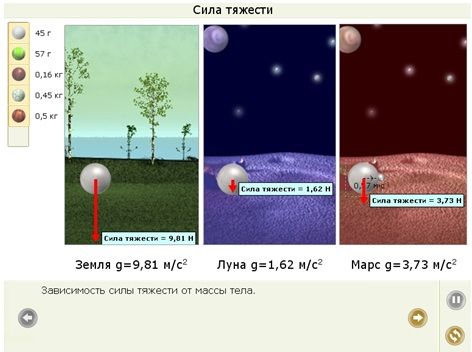 Сила тяжести
45 г
57 г
0,16 кг
0,45 кг
0,5 кг
Сила тяжести = 9,81 Н
Сила тяжести = 1,62 Н
Сила тяжести = 3,73 Н
Земля g=9,81 м/с²
Луна g=1,62 м/с²
Марс g=3,73 м/с²
Зависимость силы тяжести от массы тела.